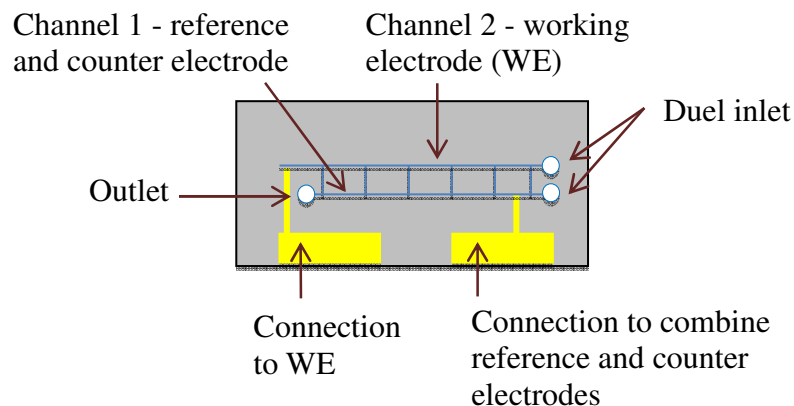 Channel 1 - reference
and counter electrode
Channel 2 - working
electrode (WE)
Duel inlet
Outlet
Connection
to WE
Connection to combine
reference and counter
electrodes